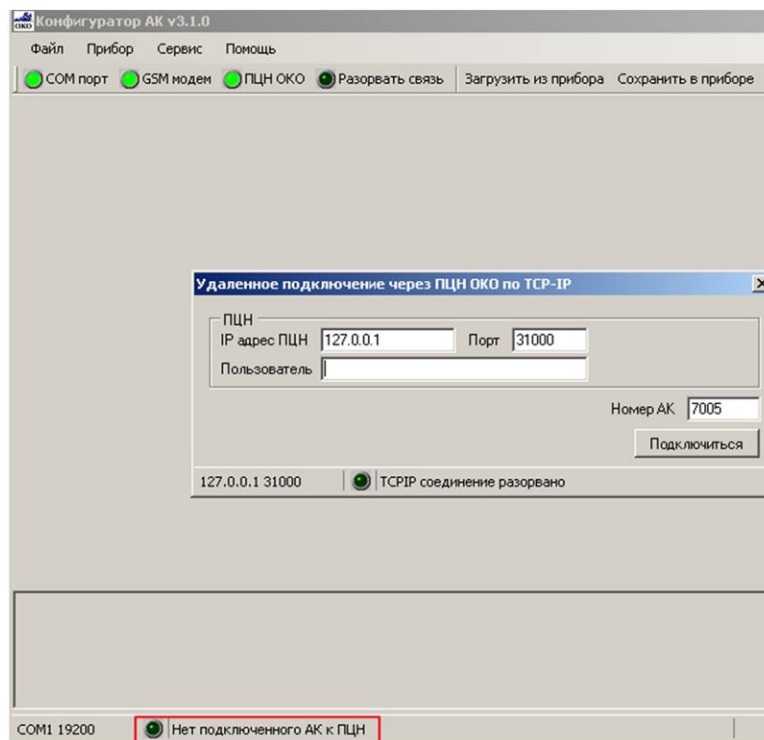 ОКО Конфигуратор АК v3.1.0
Файл Прибор Сервис Помощь
COM порт GSM модем ПЦН ОКО Разорвать связь Загрузить из прибора Сохранить в приборе
Удаленное подключение через ПЦН ОКО по TCP-IP
ПЦН
IP адрес ПЦН 127.0.0.1 Порт 31000
Пользователь
Номер АК 7005
Подключиться
127.0.0.1 31000 TCPIP соединение разорвано
COM1 19200 Нет подключенного АК к ПЦН